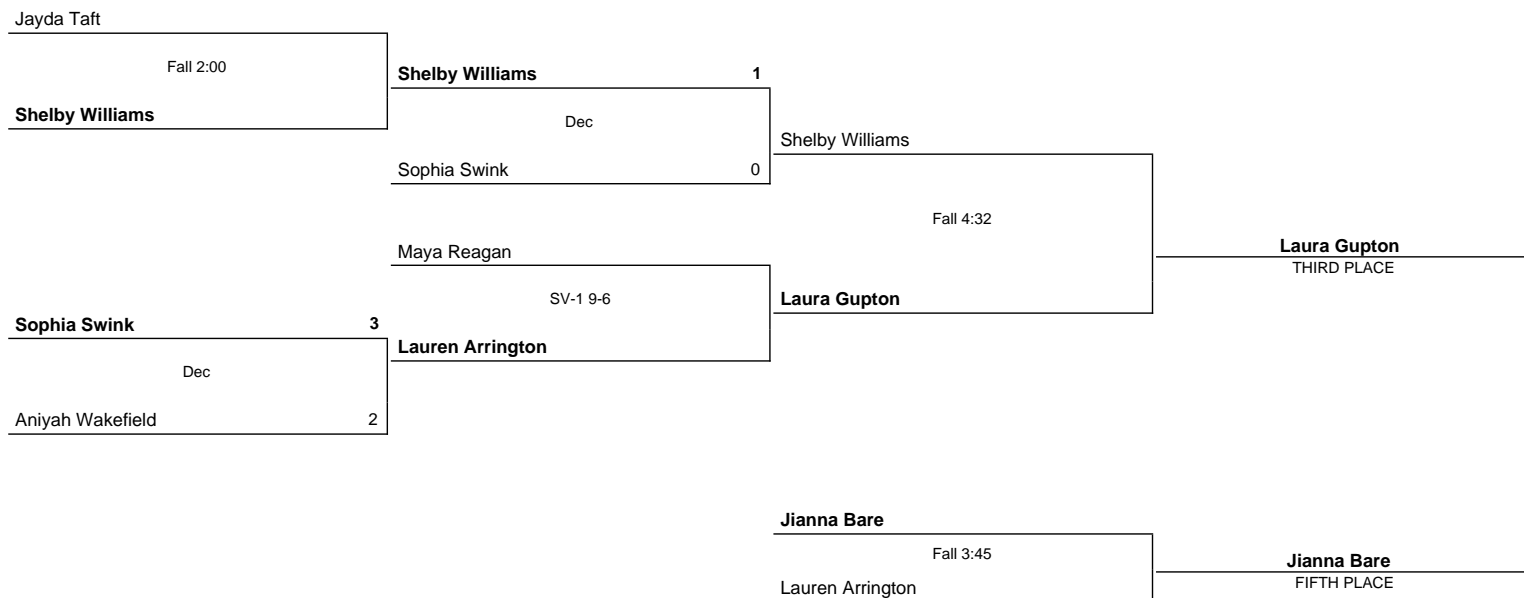 Jayda Taft
Fall 2:00
Shelby Williams
Shelby Williams 1
Dec
Sophia Swink 0
Shelby Williams
Fall 4:32
Laura Gupton
THIRD PLACE
Maya Reagan
SV-1 9-6
Laura Gupton
Sophia Swink 3
Lauren Arrington
Dec
Aniyah Wakefield 2
Jianna Bare
Fall 3:45
Jianna Bare
FIFTH PLACE
Lauren Arrington